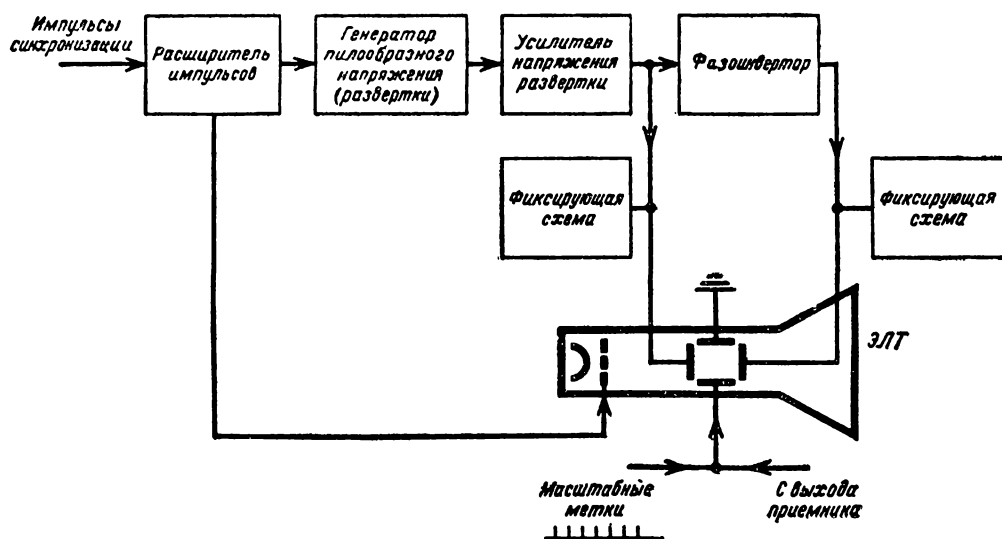 Импульсы
синхронизации
Расширитель
импульсов
Генератор
пилообразного
напряжения
(развертки)
Усилитель
напряжения
развертки
Фазоинвертор
Фиксирующая
схема
Фиксирующая
схема
ЭЛТ
Масштабные
метки
С выхода
приемника